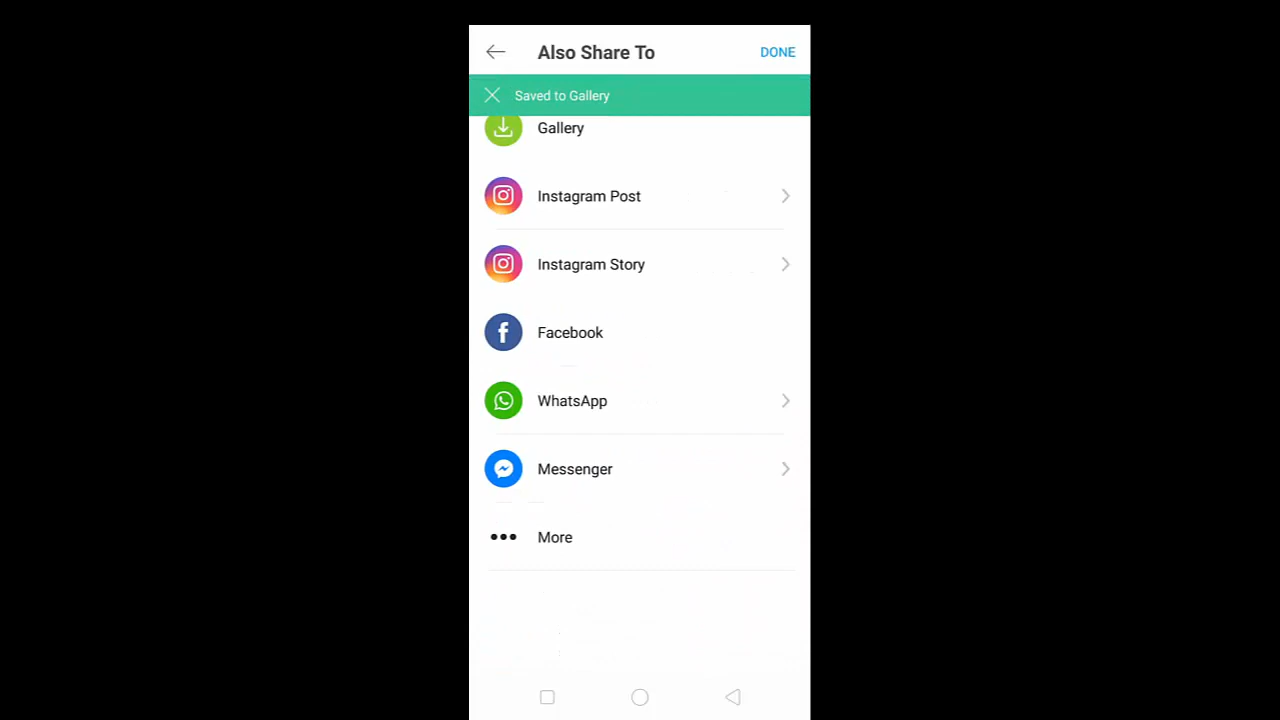 Also Share To
DONE
Saved to Gallery
Gallery
Instagram Post
Instagram Story
Facebook
WhatsApp
Messenger
More